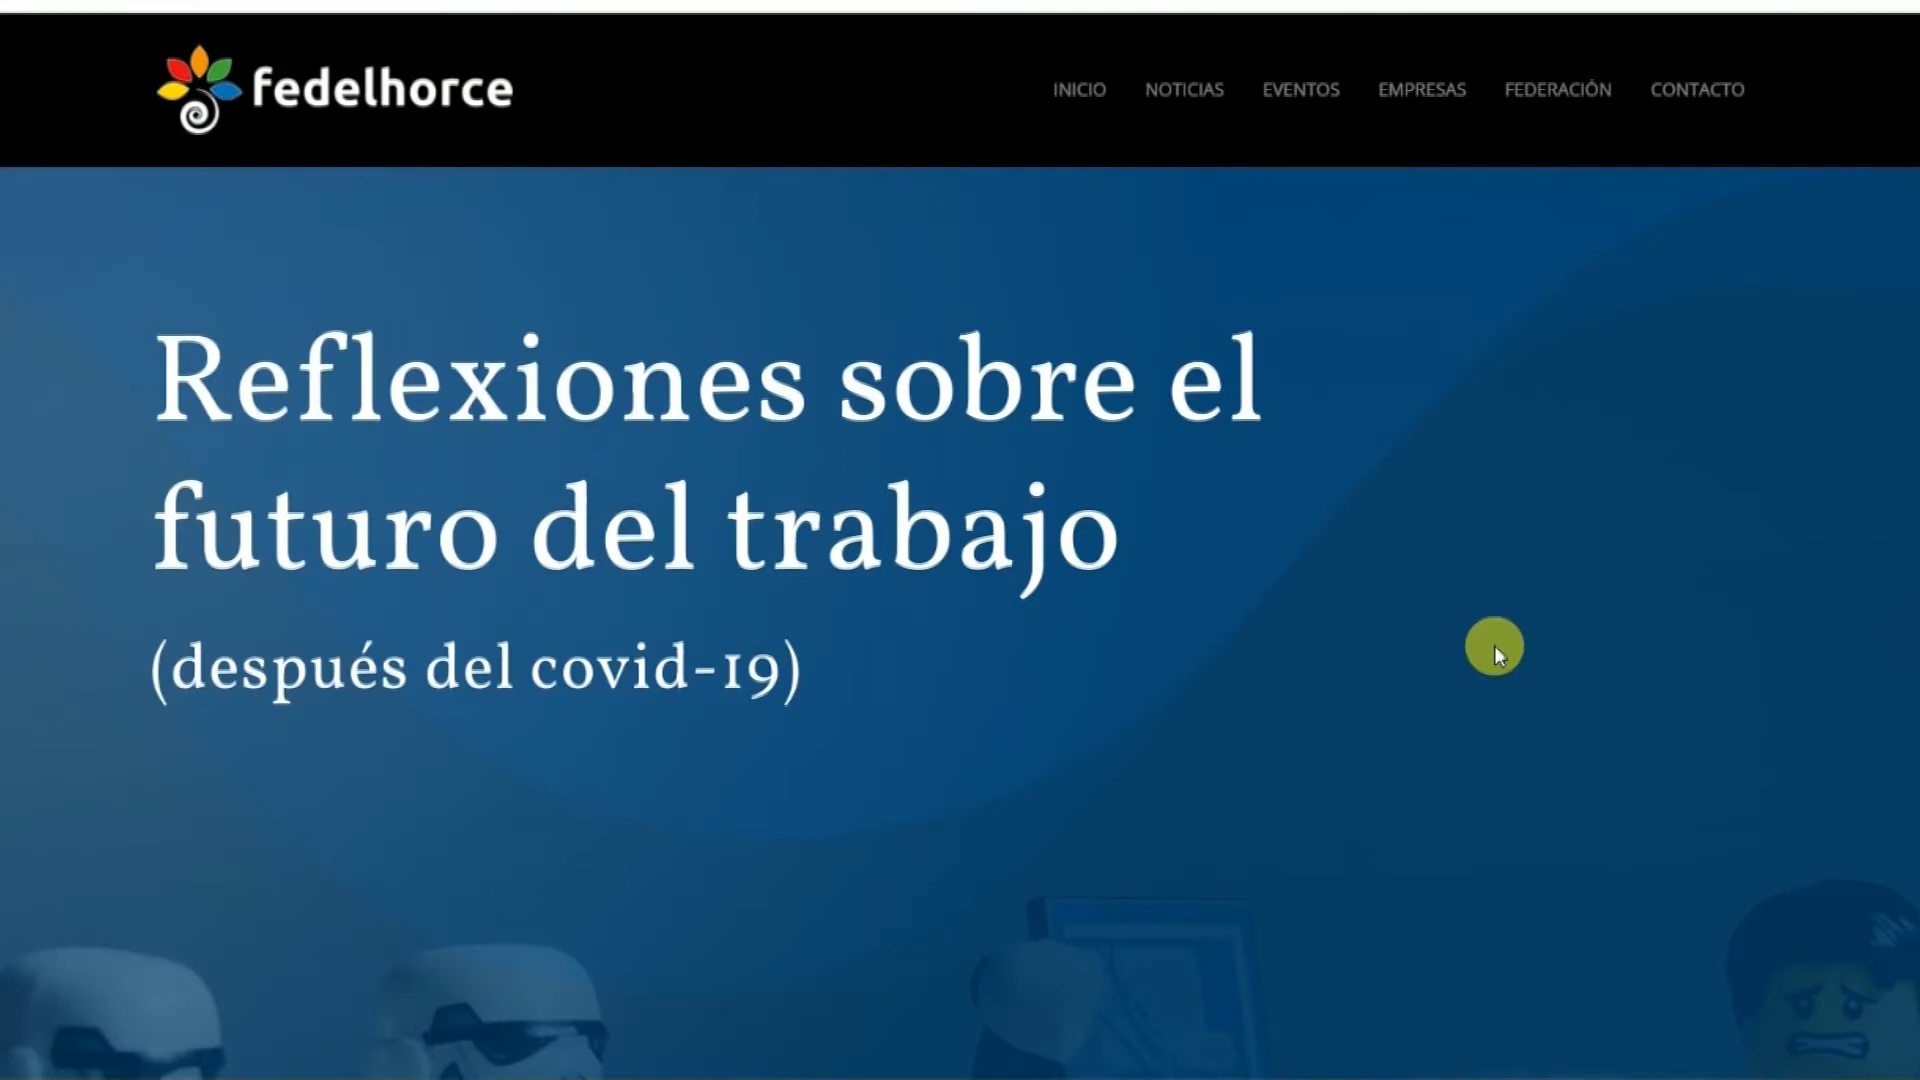 fedelhorce
INICIO NOTICIAS EVENTOS EMPRESAS FEDERACIÓN CONTACTO
Reflexiones sobre el
futuro del trabajo
(después del covid-19)